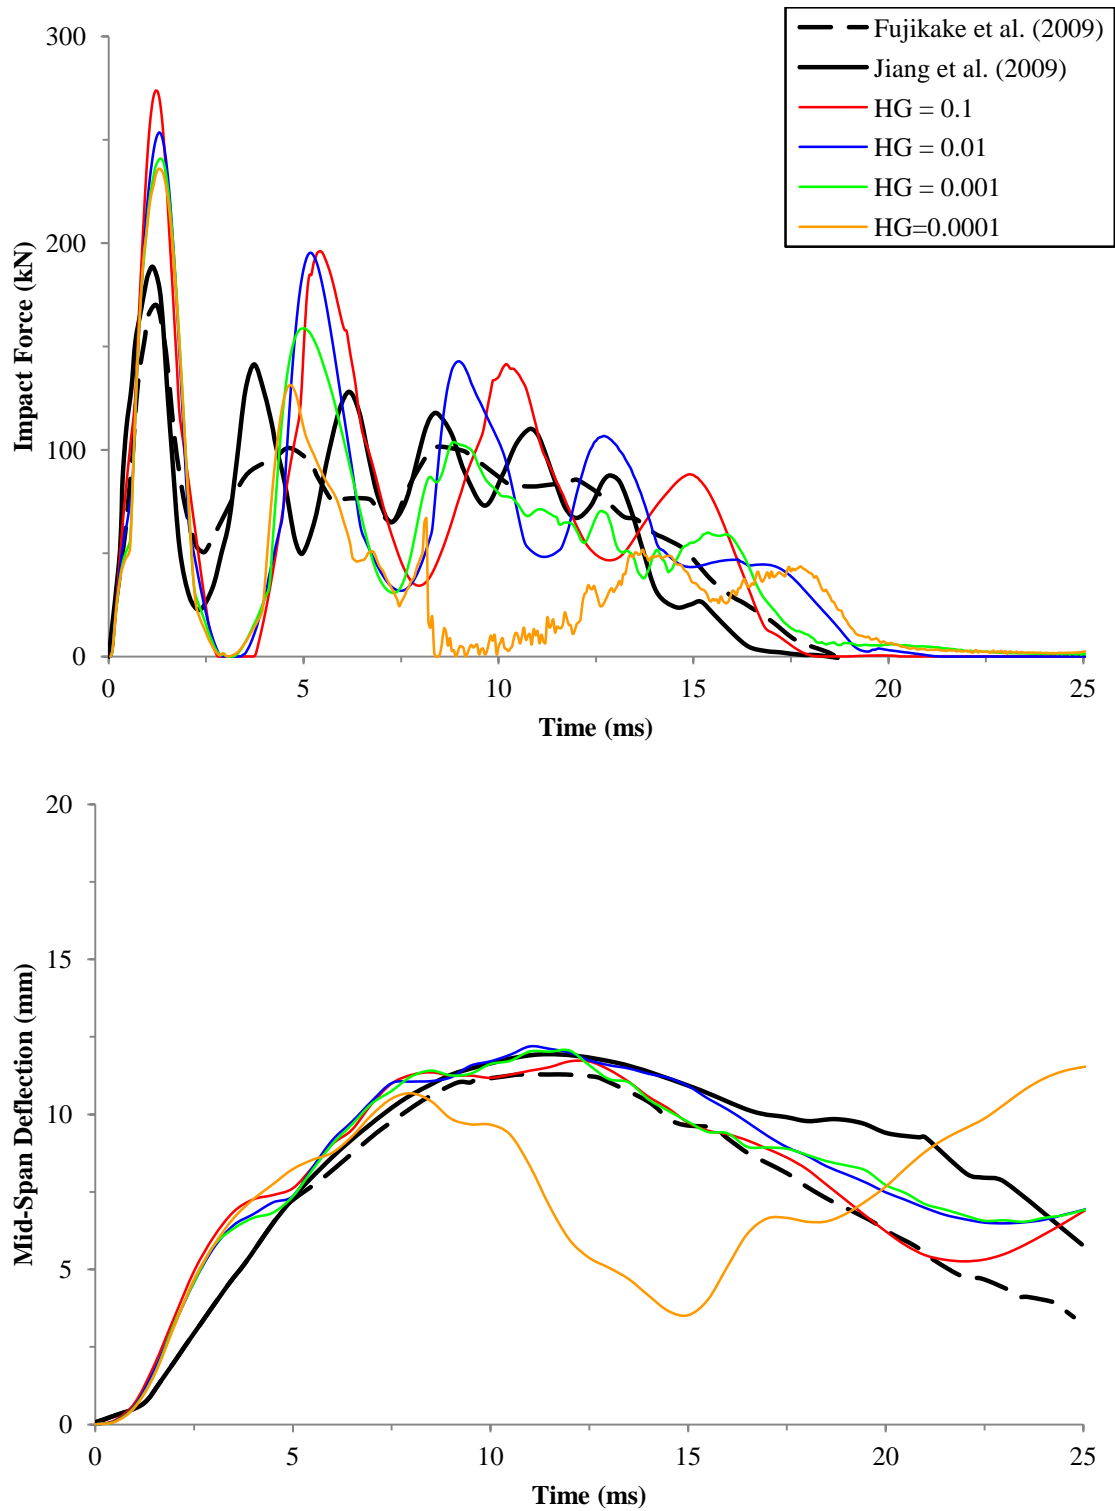 Fujikake et al. (2009)
Jiang et al. (2009)
HG = 0.1
HG = 0.01
HG = 0.001
HG=0.0001
Impact Force (kN)
300
200
100
0
0 5 10 15 20 25
Time (ms)
Mid-Span Deflection (mm)
20
15
10
5
0
0 5 10 15 20 25
Time (ms)